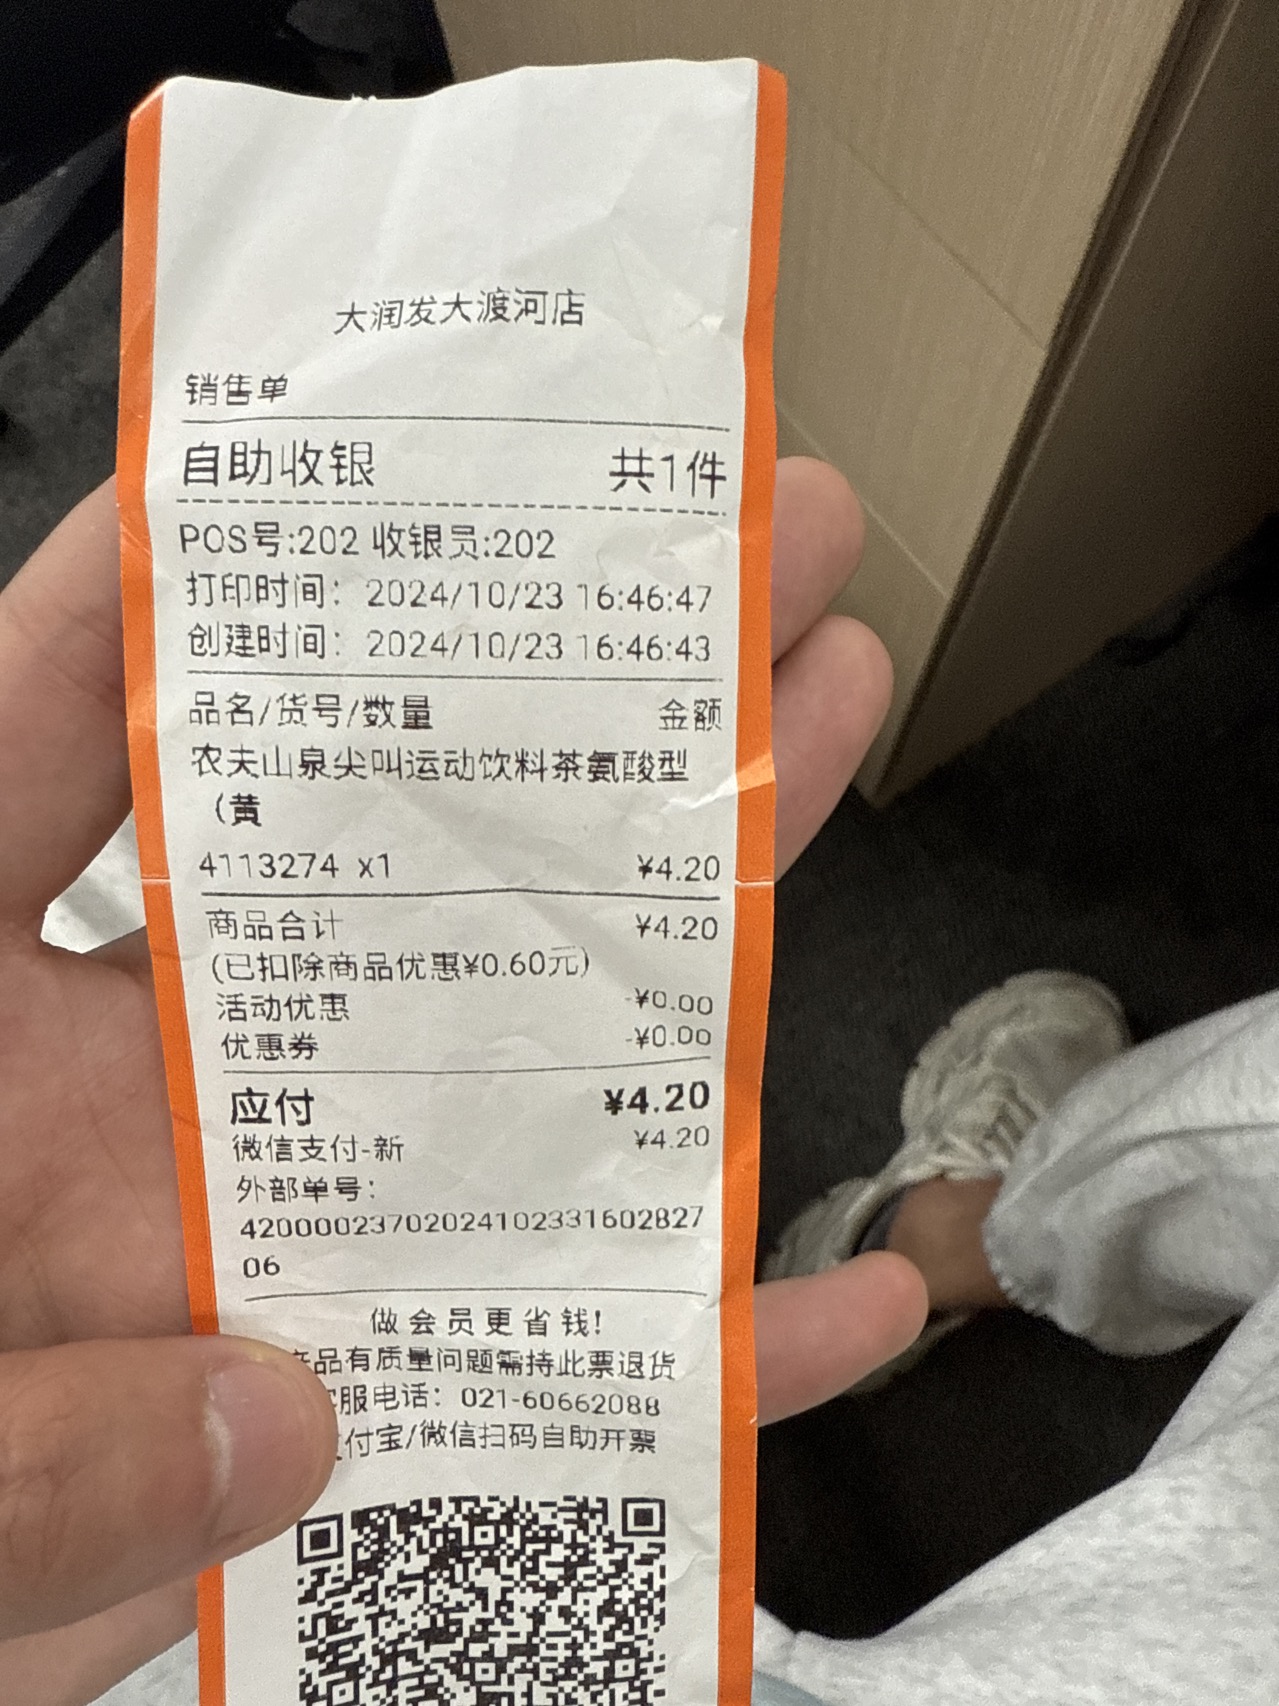 大润发大渡河店
销售单
自助收银 共1件
POS号:202 收银员:202
打印时间： 2024/10/23 16:46:47
创建时间： 2024/10/23 16:46:43
品名/货号/数量 金额
农夫山泉尖叫运动饮料茶氨酸型
（黄
4113274 x1 ¥4.20
商品合计 ¥4.20
(已扣除商品优惠¥0.60元)
活动优惠 -¥0.00
优惠券 -¥0.00
应付 ¥4.20
微信支付-新 ¥4.20
外部单号：
42000023702024102331602827
06
做会员更省钱!
品有质量问题需持此票退货
服电话：021-60662088
付宝/微信扫码自助开票